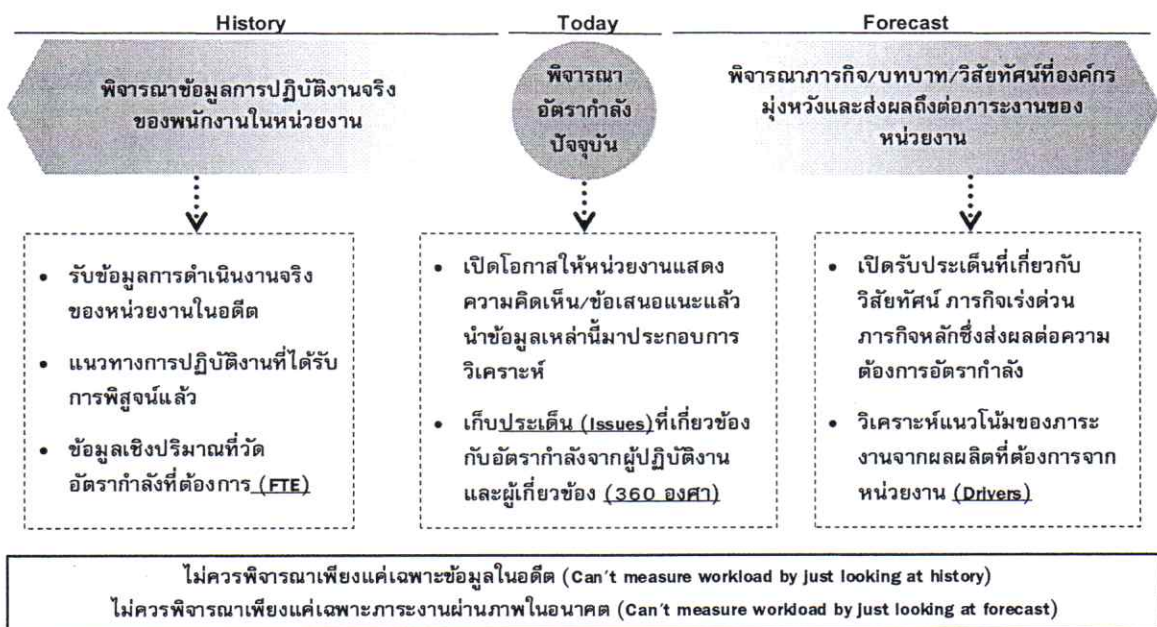 History
Today
Forecast
พิจารณาข้อมูลการปฏิบัติงานจริง
ของพนักงานในหน่วยงาน
พิจารณา
อัตรากำลัง
ปัจจุบัน
พิจารณาภารกิจ/บทบาท/วิสัยทัศน์ที่องค์กร
มุ่งหวังและส่งผลถึงต่อภาระงานของ
หน่วยงาน
• รับข้อมูลการดำเนินงานจริง
ของหน่วยงานในอดีต
• แนวทางการปฏิบัติงานที่ได้รับ
การพิสูจน์แล้ว
• ข้อมูลเชิงปริมาณที่วัด
อัตรากำลังที่ต้องการ (FTE)
• เปิดโอกาสให้หน่วยงานแสดง
ความคิดเห็น/ข้อเสนอแนะแล้ว
นำข้อมูลเหล่านี้มาประกอบการ
วิเคราะห์
• เก็บประเด็น (Issues)ที่เกี่ยวข้อง
กับอัตรากำลังจากผู้ปฏิบัติงาน
และผู้เกี่ยวข้อง (360 องศา)
• เปิดรับประเด็นที่เกี่ยวกับ
วิสัยทัศน์ ภารกิจเร่งด่วน
ภารกิจหลักซึ่งส่งผลต่อความ
ต้องการอัตรากำลัง
• วิเคราะห์แนวโน้มของภาระ
งานจากผลผลิตที่ต้องการจาก
หน่วยงาน (Drivers)
ไม่ควรพิจารณาเพียงแค่เฉพาะข้อมูลในอดีต (Can't measure workload by just looking at history)
ไม่ควรพิจารณาเพียงแค่เฉพาะภาระงานผ่านภาพในอนาคต (Can't measure workload by just looking at forecast)